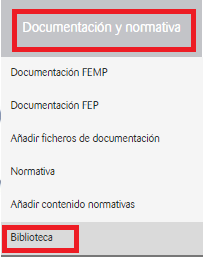 Documentación y normativa
Documentación FEMP
Documentación FEP
Añadir ficheros de documentación
Normativa
Añadir contenido normativas
Biblioteca